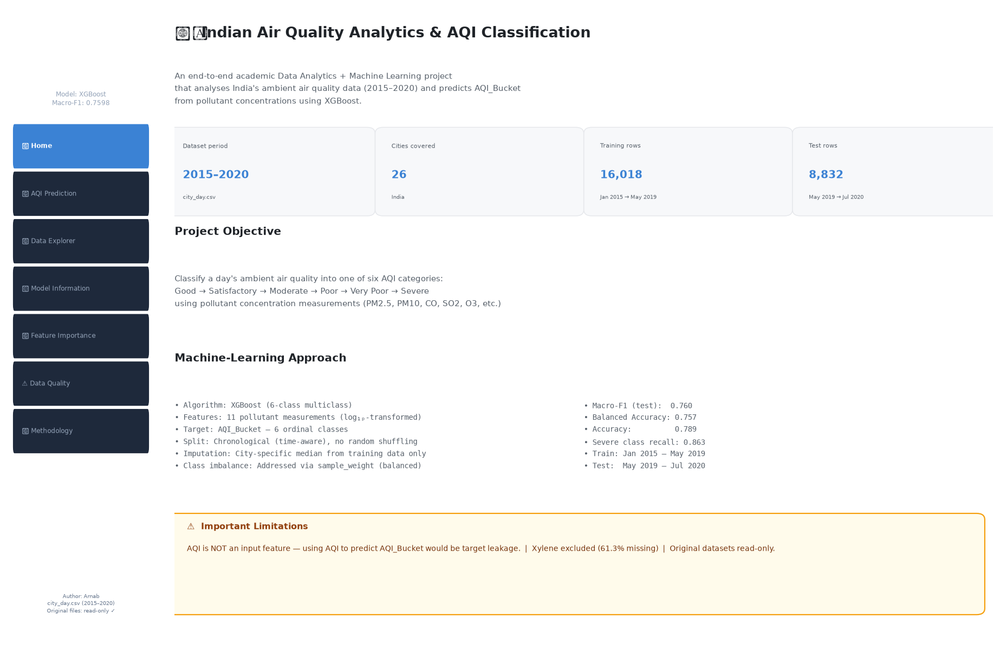 Indian Air Quality Analytics & AQI Classification
An end-to-end academic Data Analytics + Machine Learning project
that analyses India's ambient air quality data (2015–2020) and predicts AQI_Bucket
from pollutant concentrations using XGBoost.
Model: XGBoost
Macro-F1: 0.7598
Home
AQI Prediction
Data Explorer
Model Information
Feature Importance
⚠ Data Quality
Methodology
Author: Arnab
city_day.csv (2015–2020)
Original files: read-only ✓
Dataset period
2015–2020
city_day.csv
Cities covered
26
India
Training rows
16,018
Jan 2015 → May 2019
Test rows
8,832
May 2019 → Jul 2020
Project Objective
Classify a day's ambient air quality into one of six AQI categories:
Good → Satisfactory → Moderate → Poor → Very Poor → Severe
using pollutant concentration measurements (PM2.5, PM10, CO, SO2, O3, etc.)
Machine-Learning Approach
• Algorithm: XGBoost (6-class multiclass)
• Features: 11 pollutant measurements (log₁ₚ-transformed)
• Target: AQI_Bucket — 6 ordinal classes
• Split: Chronological (time-aware), no random shuffling
• Imputation: City-specific median from training data only
• Class imbalance: Addressed via sample_weight (balanced)
• Macro-F1 (test):  0.760
• Balanced Accuracy: 0.757
• Accuracy:          0.789
• Severe class recall: 0.863
• Train: Jan 2015 – May 2019
• Test:  May 2019 – Jul 2020
⚠ Important Limitations
AQI is NOT an input feature — using AQI to predict AQI_Bucket would be target leakage.  |  Xylene excluded (61.3% missing)  |  Original datasets read-only.